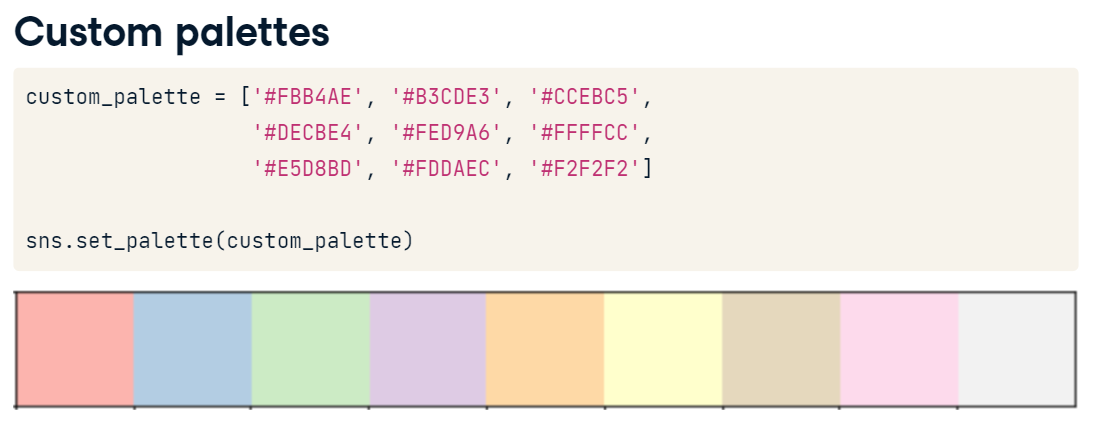 Custom palettes
custom_palette = ['#FBB4AE', '#B3CDE3', '#CCEBC5',
'#DECBE4', '#FED9A6', '#FFFFCC',
'#E5D8BD', '#FDDAEC', '#F2F2F2']
sns.set_palette(custom_palette)